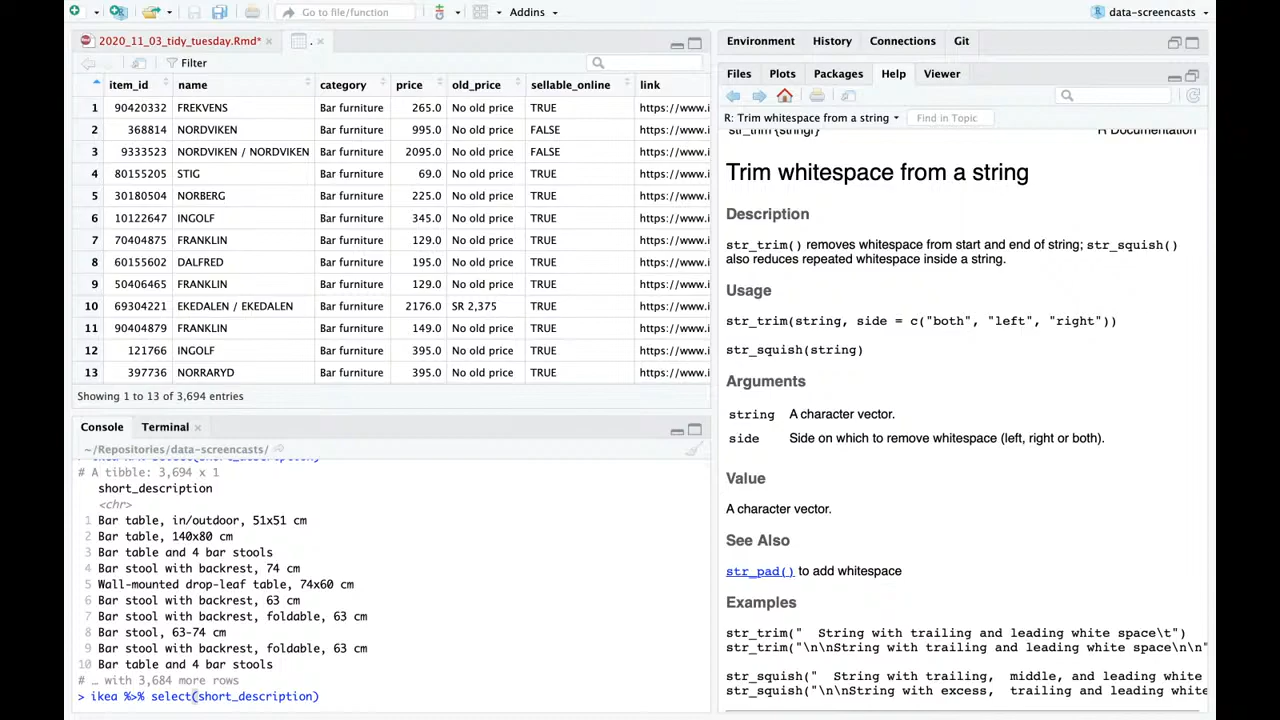 Go to file/function
Addins
data-screencasts
2020_11_03_tidy_tuesday.Rmd*
.
Filter
item_id name category price old_price sellable_online link
1 90420332 FREKVENS Bar furniture 265.0 No old price TRUE https://www.i
2 368814 NORDVIKEN Bar furniture 995.0 No old price FALSE https://www.i
3 9333523 NORDVIKEN / NORDVIKEN Bar furniture 2095.0 No old price FALSE https://www.i
4 80155205 STIG Bar furniture 69.0 No old price TRUE https://www.i
5 30180504 NORBERG Bar furniture 225.0 No old price TRUE https://www.i
6 10122647 INGOLF Bar furniture 345.0 No old price TRUE https://www.i
7 70404875 FRANKLIN Bar furniture 129.0 No old price TRUE https://www.i
8 60155602 DALFRED Bar furniture 195.0 No old price TRUE https://www.i
9 50406465 FRANKLIN Bar furniture 129.0 No old price TRUE https://www.i
10 69304221 EKEDALEN / EKEDALEN Bar furniture 2176.0 SR 2,375 TRUE https://www.i
11 90404879 FRANKLIN Bar furniture 149.0 No old price TRUE https://www.i
12 121766 INGOLF Bar furniture 395.0 No old price TRUE https://www.i
13 397736 NORRARYD Bar furniture 395.0 No old price TRUE https://www.i
Showing 1 to 13 of 3,694 entries
Console Terminal
~/Repositories/data-screencasts/
# A tibble: 3,694 x 1
short_description
<chr>
1 Bar table, in/outdoor, 51x51 cm
2 Bar table, 140x80 cm
3 Bar table and 4 bar stools
4 Bar stool with backrest, 74 cm
5 Wall-mounted drop-leaf table, 74x60 cm
6 Bar stool with backrest, 63 cm
7 Bar stool with backrest, foldable, 63 cm
8 Bar stool, 63-74 cm
9 Bar stool with backrest, foldable, 63 cm
10 Bar table and 4 bar stools
# … with 3,684 more rows
> ikea %>% select(short_description)
Environment History Connections Git
Files Plots Packages Help Viewer
R: Trim whitespace from a string Find in Topic
str_trim {stringr} R Documentation
Trim whitespace from a string
Description
str_trim() removes whitespace from start and end of string; str_squish()
also reduces repeated whitespace inside a string.
Usage
str_trim(string, side = c("both", "left", "right"))
str_squish(string)
Arguments
string A character vector.
side Side on which to remove whitespace (left, right or both).
Value
A character vector.
See Also
str_pad() to add whitespace
Examples
str_trim("  String with trailing and leading white space\t")
str_trim("\n\nString with trailing and leading white space\n\n"
str_squish("  String with trailing,  middle, and leading white
str_squish("\n\nString with excess,  trailing and leading white